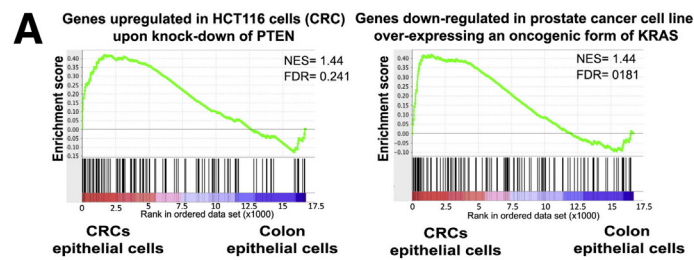 A
Genes upregulated in HCT116 cells (CRC)
upon knock-down of PTEN
NES= 1.44
FDR= 0.241
Enrichment score
0.40
0.35
0.30
0.25
0.20
0.15
0.10
0.05
0.00
0.05
0.10
0.15
0 2.5 5 7.5 10 12.5 15 17.5
Rank in ordered data set (x1000)
CRCs
epithelial cells
Colon
epithelial cells
Genes down-regulated in prostate cancer cell line
over-expressing an oncogenic form of KRAS
NES= 1.44
FDR= 0181
Enrichment score
0.40
0.35
0.30
0.25
0.20
0.15
0.10
0.05
0.00
-0.05
-0.10
0 2.5 5 7.5 10 12.5 15 17.5
Rank in ordered data set (x1000)
CRCs
epithelial cells
Colon
epithelial cells